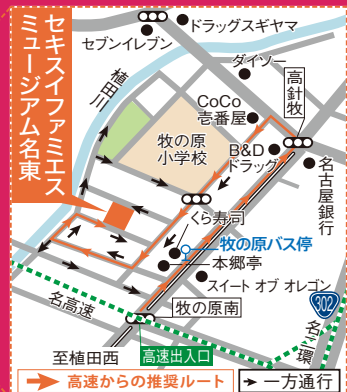 セキスイファミエス
ミュージアム名東
ドラッグスギヤマ
セブンイレブン
ダイソー
植田川
高針牧
CoCo
壱番屋
牧の原
小学校
B&D
ドラッグ
名古屋銀行
くら寿司
牧の原バス停
本郷亭
スイート オブ オレゴン
名高速
牧の原南
302
名二環
至植田西
高速出入口
高速からの推奨ルート
一方通行